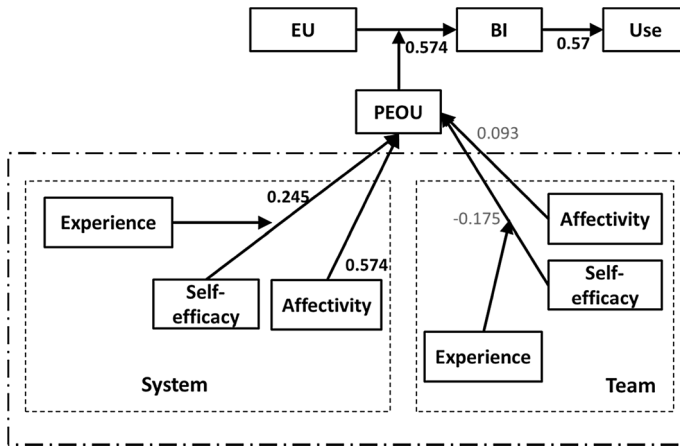 EU
BI
Use
0.574
0.57
PEOU
0.093
Experience
0.245
-0.175
Affectivity
Self-
efficacy
Affectivity
0.574
Self-
efficacy
Experience
System
Team